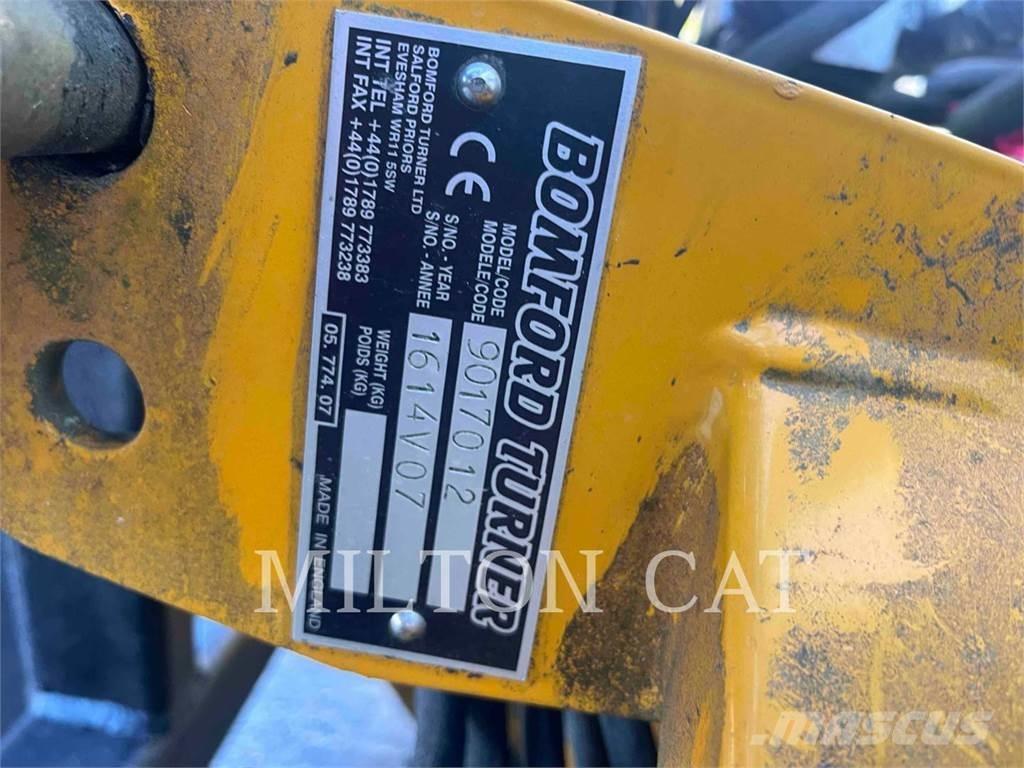 BOMFORD TURNER
MODEL/CODE
MODELE/CODE
9017012
CE
S/NO. - YEAR
S/NO. - ANNEE
1614V07
BOMFORD TURNER LTD
SALFORD PRIORS
EVESHAM WR11 5SW
INT TEL +44(0)1789 773383
INT FAX +44(0)1789 773238
WEIGHT (KG)
POIDS (KG)
05. 774. 07
MADE IN ENGLAND
MILTON CAT
MASCUS